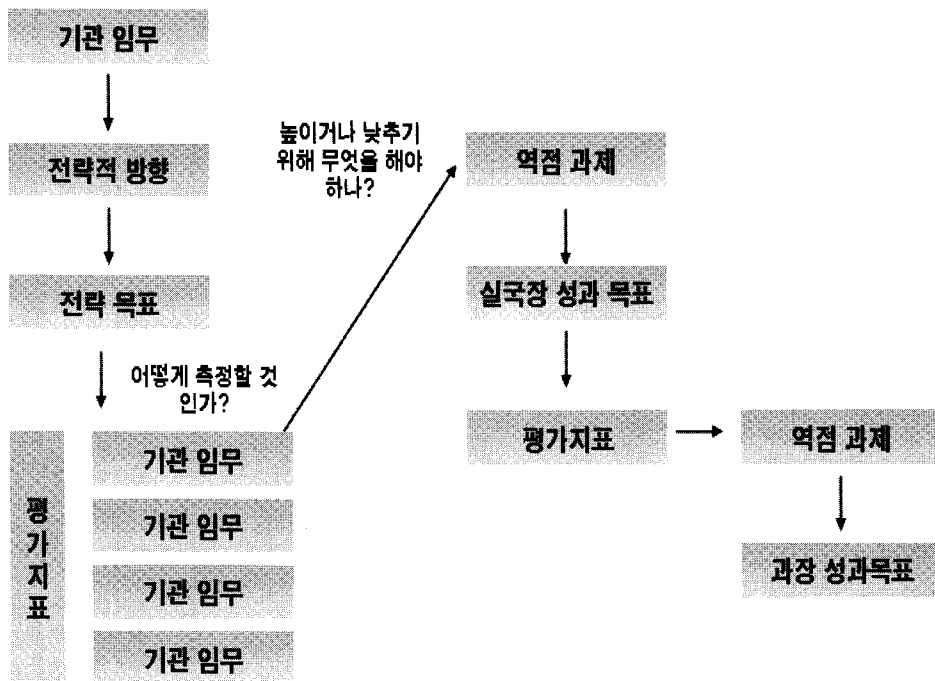 기관 임무
전략적 방향
전략 목표
어떻게 측정할 것
인가?
평가지표
기관 임무
기관 임무
기관 임무
기관 임무
높이거나 낮추기
위해 무엇을 해야
하나?
역점 과제
실국장 성과 목표
평가지표
역점 과제
과장 성과목표